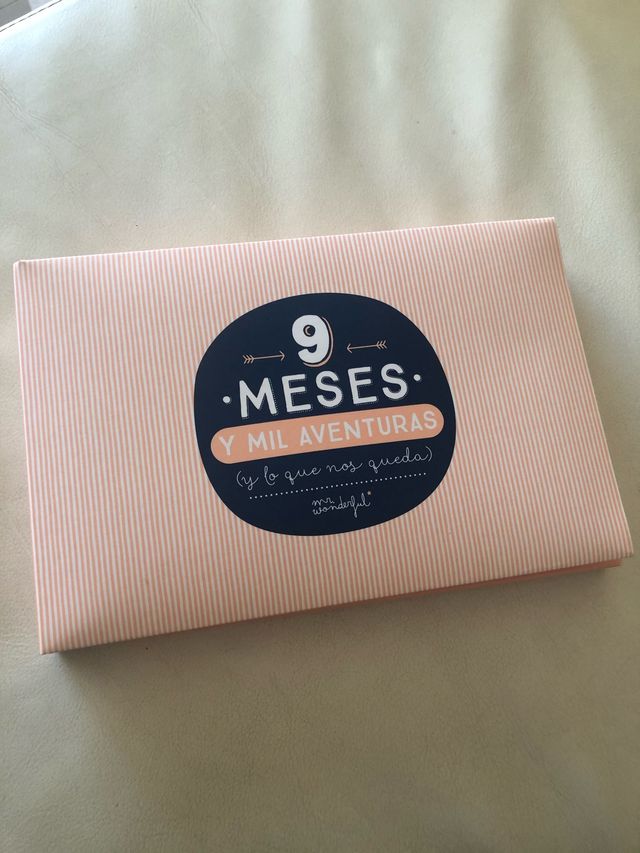 9
·MESES·
Y MIL AVENTURAS
(y lo que nos queda)
mr.
wonderful*